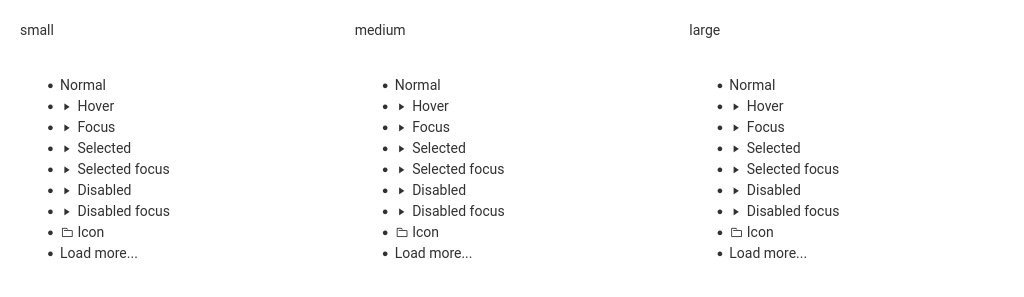 small
Normal
Hover
Focus
Selected
Selected focus
Disabled
Disabled focus
Icon
Load more...
medium
Normal
Hover
Focus
Selected
Selected focus
Disabled
Disabled focus
Icon
Load more...
large
Normal
Hover
Focus
Selected
Selected focus
Disabled
Disabled focus
Icon
Load more...